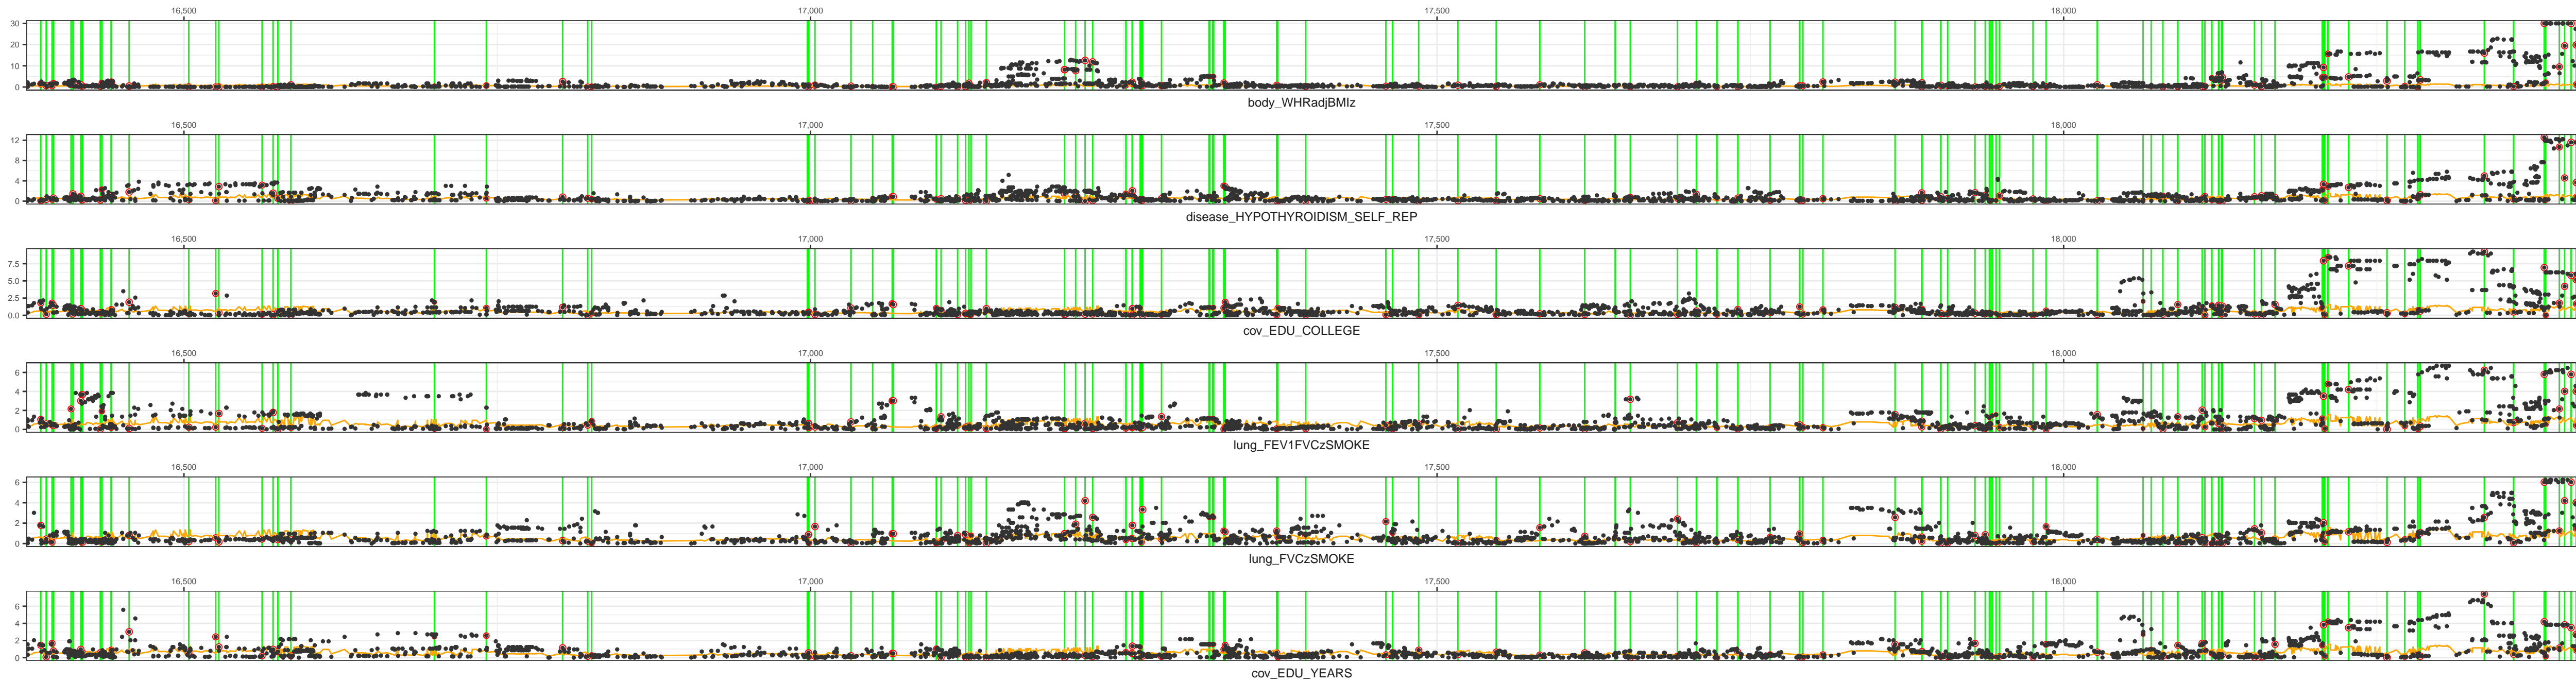 16,500 17,000 17,500 18,000
30
20
10
0
body_WHRadjBMIz
16,500 17,000 17,500 18,000
12
8
4
0
disease_HYPOTHYROIDISM_SELF_REP
16,500 17,000 17,500 18,000
7.5
5.0
2.5
0.0
cov_EDU_COLLEGE
16,500 17,000 17,500 18,000
6
4
2
0
lung_FEV1FVCzSMOKE
16,500 17,000 17,500 18,000
6
4
2
0
lung_FVCzSMOKE
16,500 17,000 17,500 18,000
6
4
2
0
cov_EDU_YEARS